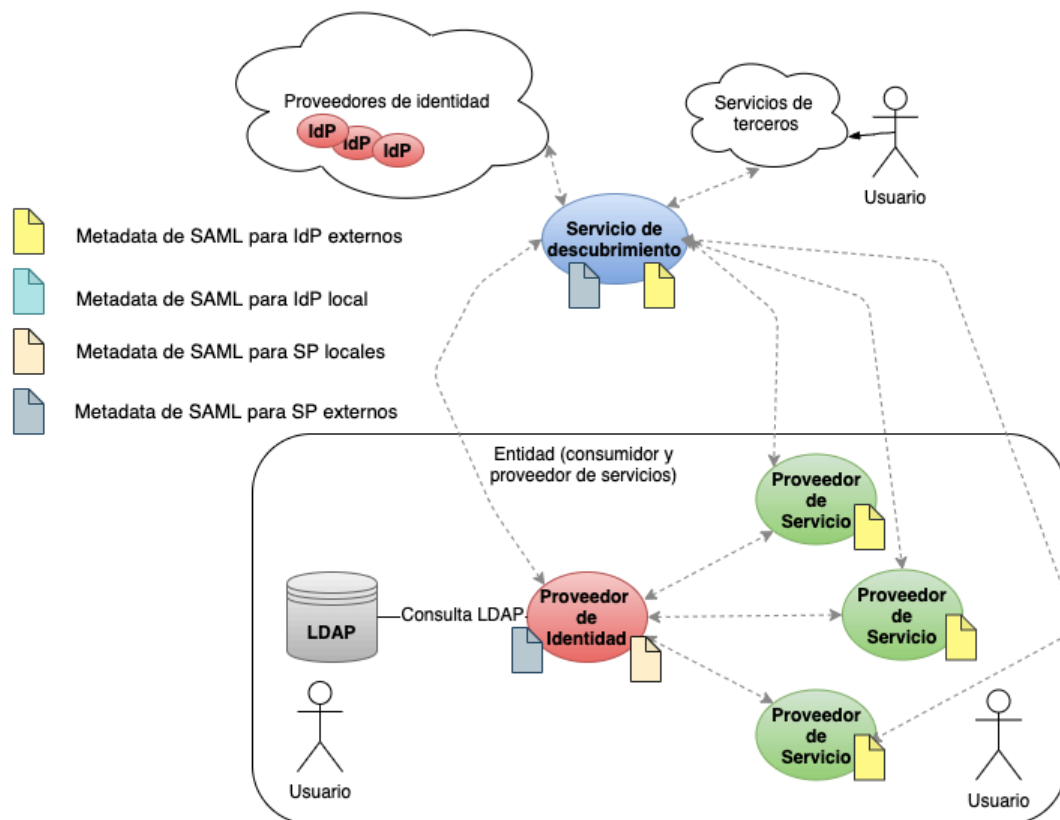 Proveedores de identidad
IdP
IdP
IdP
Servicios de
terceros
Usuario
Servicio de
descubrimiento
Metadata de SAML para IdP externos
Metadata de SAML para IdP local
Metadata de SAML para SP locales
Metadata de SAML para SP externos
Entidad (consumidor y
proveedor de servicios)
Proveedor
de
Servicio
LDAP
Consulta LDAP
Proveedor
de
Identidad
Proveedor
de
Servicio
Proveedor
de
Servicio
Usuario
Usuario